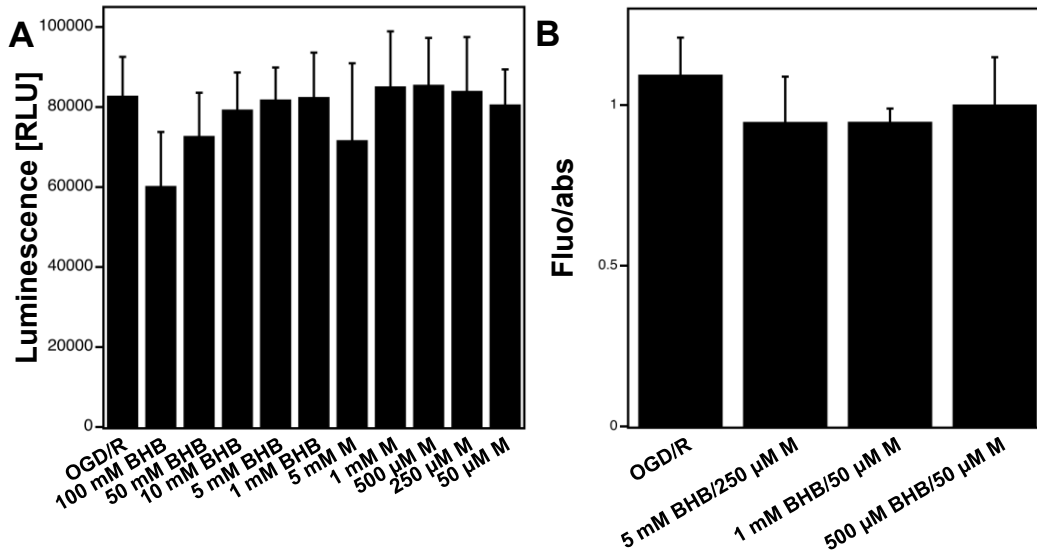 A
Luminescence [RLU]
100000
80000
60000
40000
20000
0
OGD/R
100 mM BHB
50 mM BHB
10 mM BHB
5 mM BHB
1 mM BHB
5 mM M
1 mM M
500 µM M
250 µM M
50 µM M
B
Fluo/abs
1
0.5
0
OGD/R
5 mM BHB/250 µM M
1 mM BHB/50 µM M
500 µM BHB/50 µM M